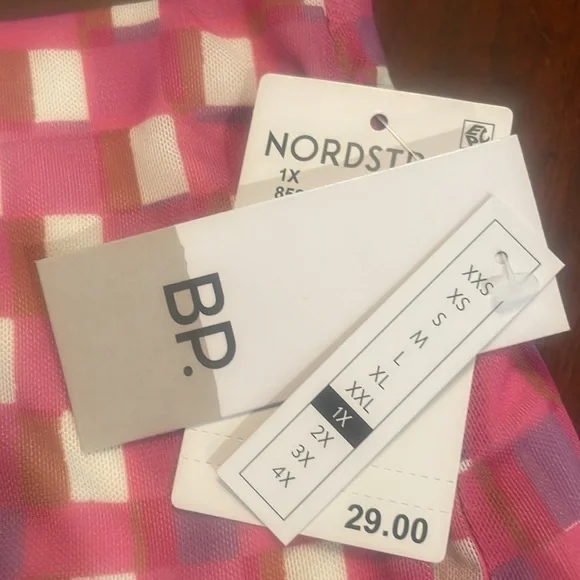 NORDSTR
1X
BP.
XXS
XS
S
M
L
XL
XXL
1X
2X
3X
4X
29.00